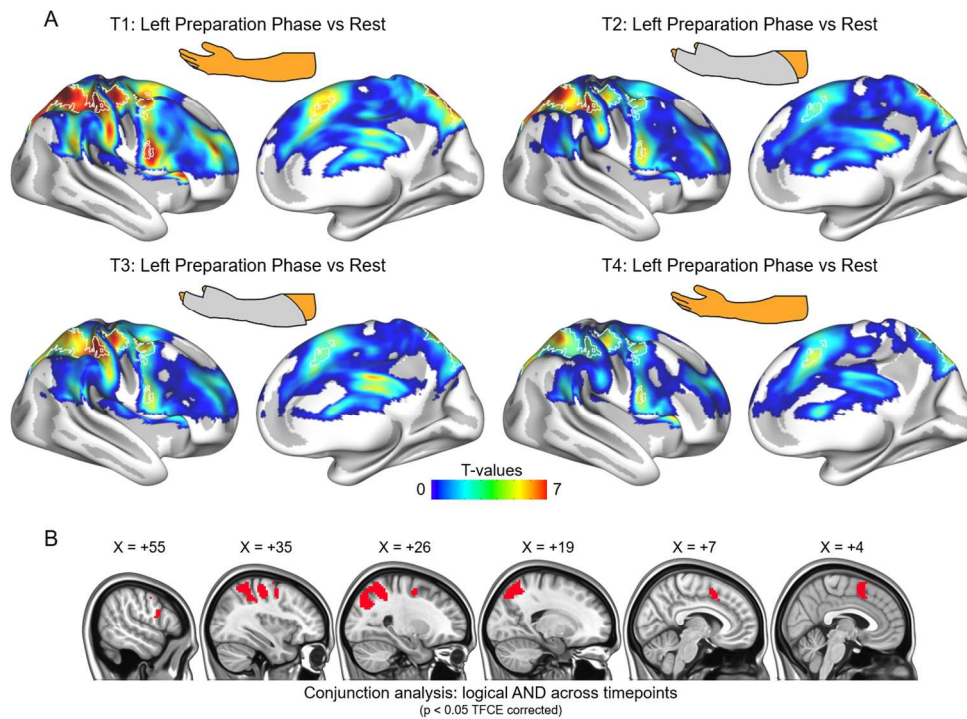 A
T1: Left Preparation Phase vs Rest
T2: Left Preparation Phase vs Rest
T3: Left Preparation Phase vs Rest
T4: Left Preparation Phase vs Rest
T-values
0 7
B
X = +55 X = +35 X = +26 X = +19 X = +7 X = +4
Conjunction analysis: logical AND across timepoints
(p < 0.05 TFCE corrected)